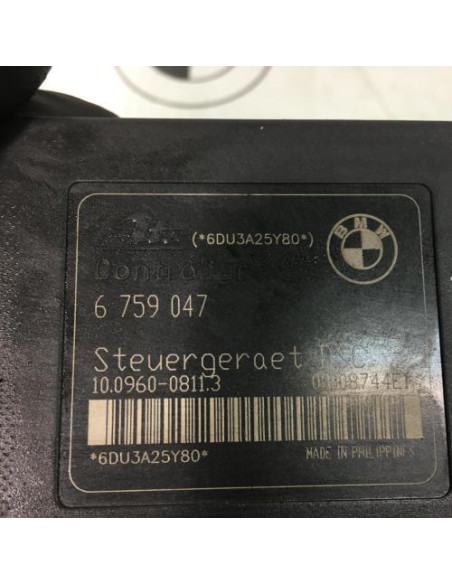 (*6DU3A25Y80*)
BMW
6 759 047
Steuergeraet
10.0960-0811.3
*6DU3A25Y80*
MADE IN PHILIPPINES